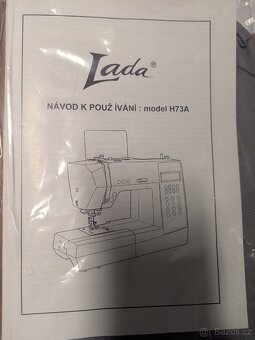 Lada®
NÁVOD K POUŽ ÍVÁNÍ : model H73A
© Bazos.cz